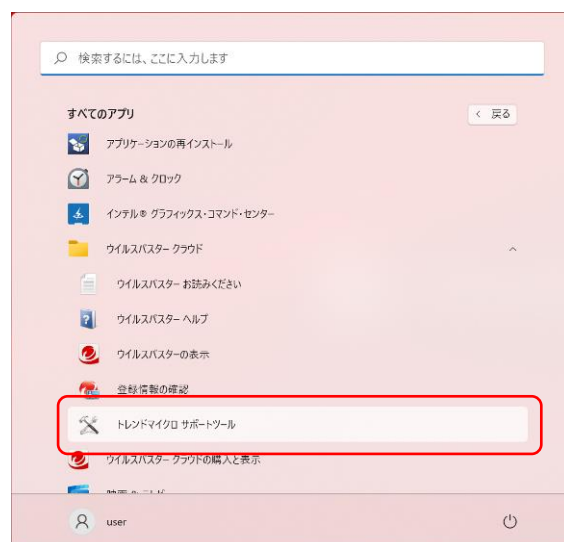 検索するには、ここに入力します
すべてのアプリ
< 戻る
アプリケーションの再インストール
アラーム & クロック
インテル® グラフィックス・コマンド・センター
ウイルスバスター クラウド
ウイルスバスター お読みください
ウイルスバスター ヘルプ
ウイルスバスターの表示
登録情報の確認
トレンドマイクロ サポートツール
ウイルスバスター クラウドの購入と表示
user